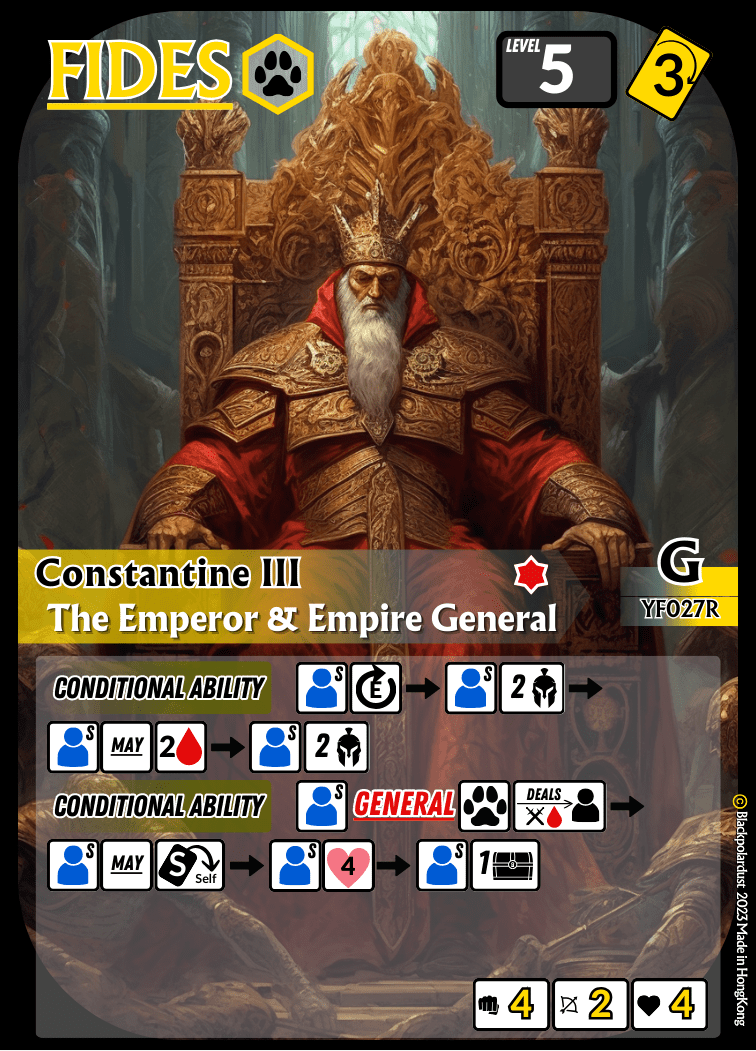 FIDES
LEVEL 5
3
Constantine III
G
The Emperor & Empire General
YF027R
CONDITIONAL ABILITY S E S 2
S MAY 2 S 2
CONDITIONAL ABILITY S GENERAL DEALS
S MAY S Self S 4 S 1
4 2 4
© Blackpolardust 2023 Made in HongKong